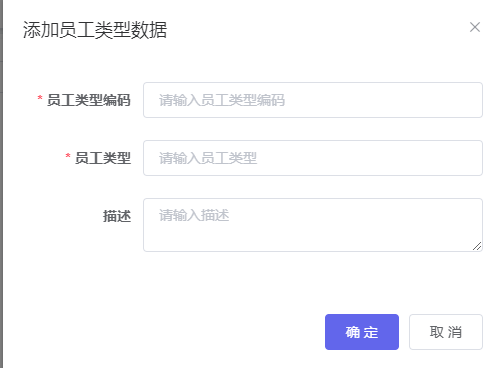 添加员工类型数据
* 员工类型编码
请输入员工类型编码
* 员工类型
请输入员工类型
描述
请输入描述
确 定
取 消